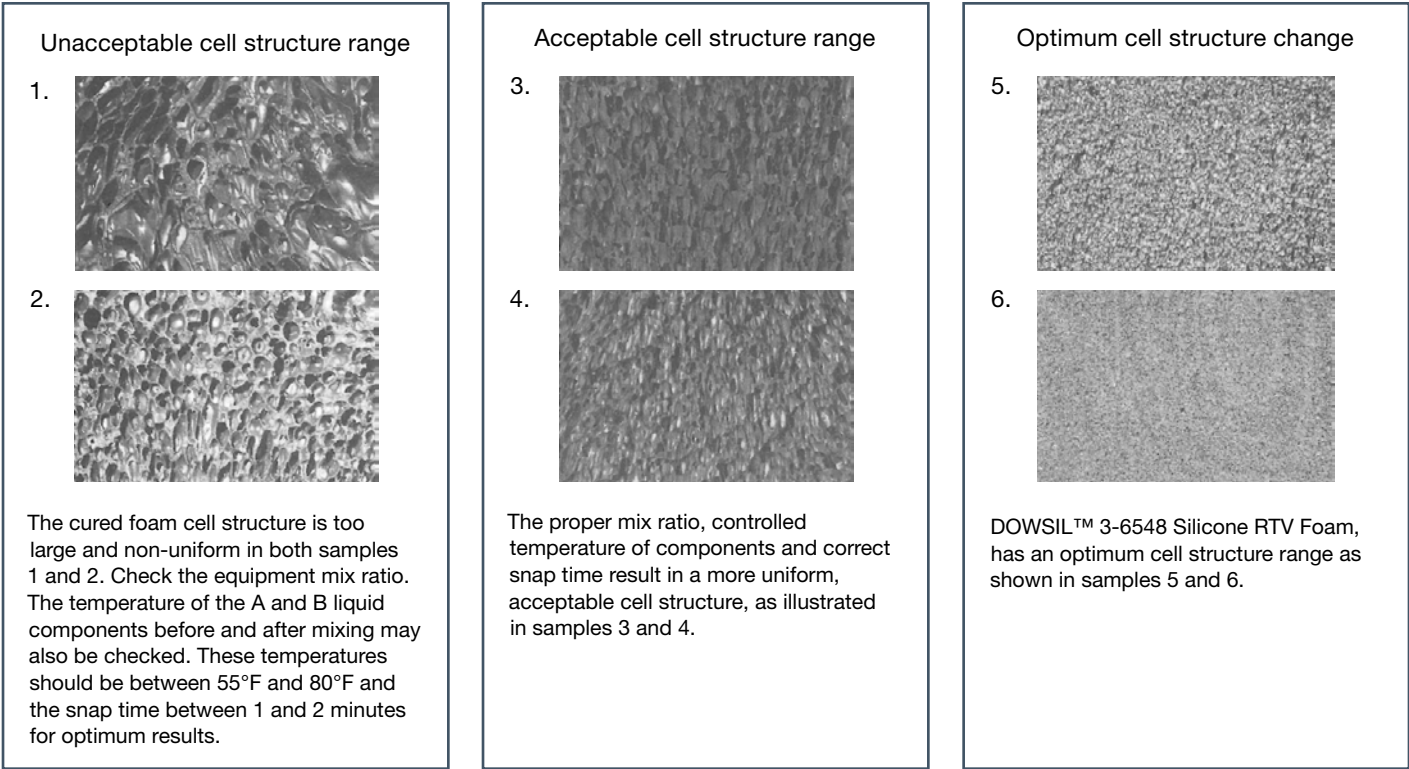 Unacceptable cell structure range
1.
2.
The cured foam cell structure is too
large and non-uniform in both samples
1 and 2. Check the equipment mix ratio.
The temperature of the A and B liquid
components before and after mixing may
also be checked. These temperatures
should be between 55°F and 80°F and
the snap time between 1 and 2 minutes
for optimum results.
Acceptable cell structure range
3.
4.
The proper mix ratio, controlled
temperature of components and correct
snap time result in a more uniform,
acceptable cell structure, as illustrated
in samples 3 and 4.
Optimum cell structure change
5.
6.
DOWSIL™ 3-6548 Silicone RTV Foam,
has an optimum cell structure range as
shown in samples 5 and 6.